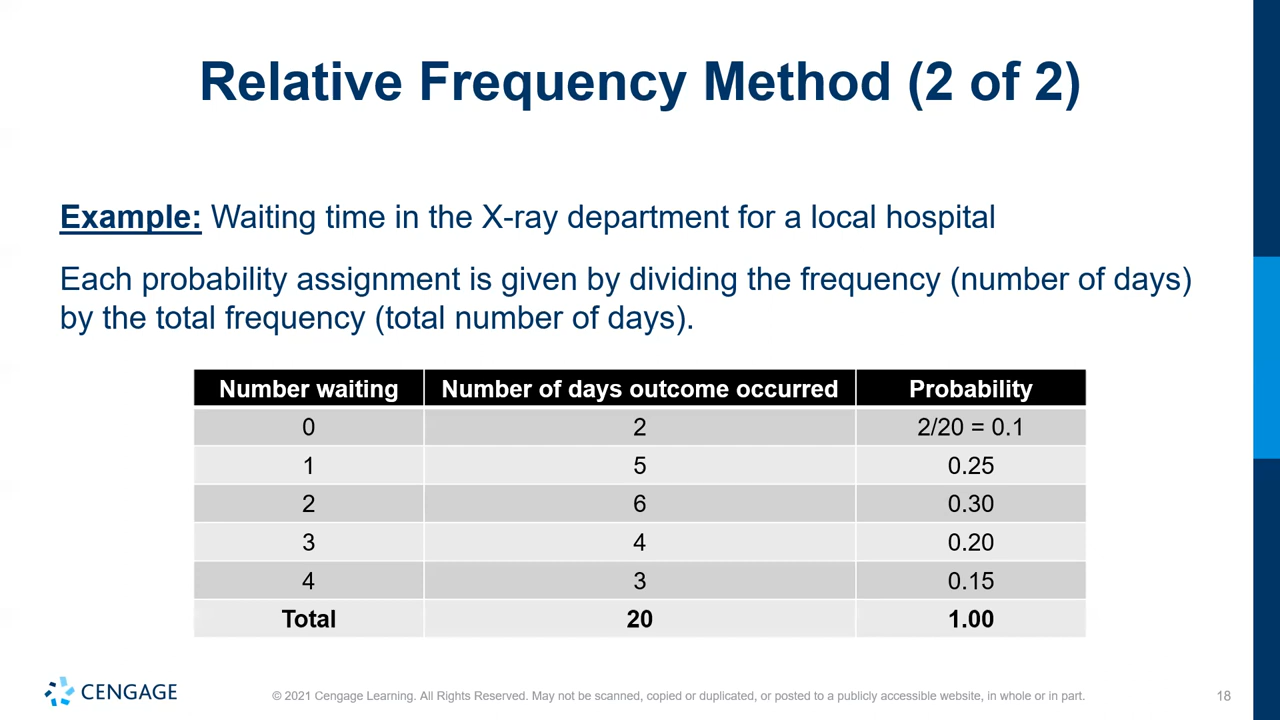 Relative Frequency Method (2 of 2)
Example: Waiting time in the X-ray department for a local hospital
Each probability assignment is given by dividing the frequency (number of days)
by the total frequency (total number of days).
Number waiting Number of days outcome occurred Probability
0 2 2/20 = 0.1
1 5 0.25
2 6 0.30
3 4 0.20
4 3 0.15
Total 20 1.00
CENGAGE
© 2021 Cengage Learning. All Rights Reserved. May not be scanned, copied or duplicated, or posted to a publicly accessible website, in whole or in part.
18